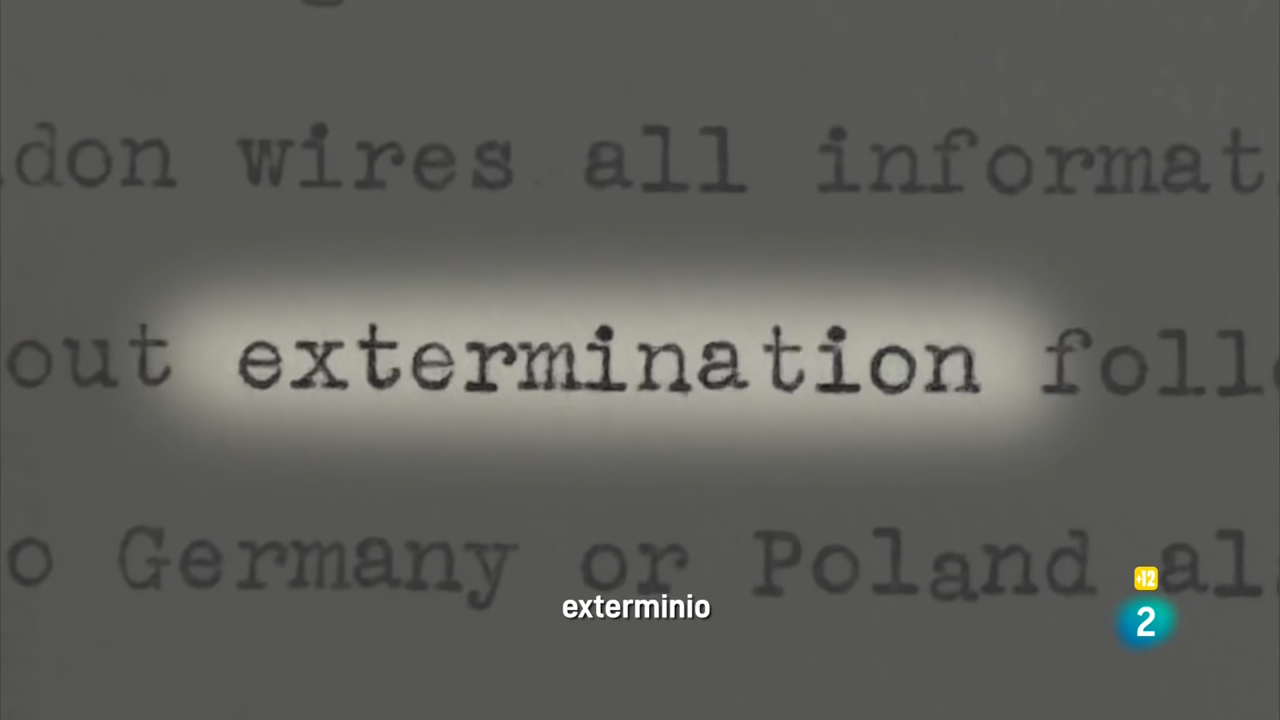 don wires all informat
out extermination foll
o Germany or Poland al
exterminio
+12
2